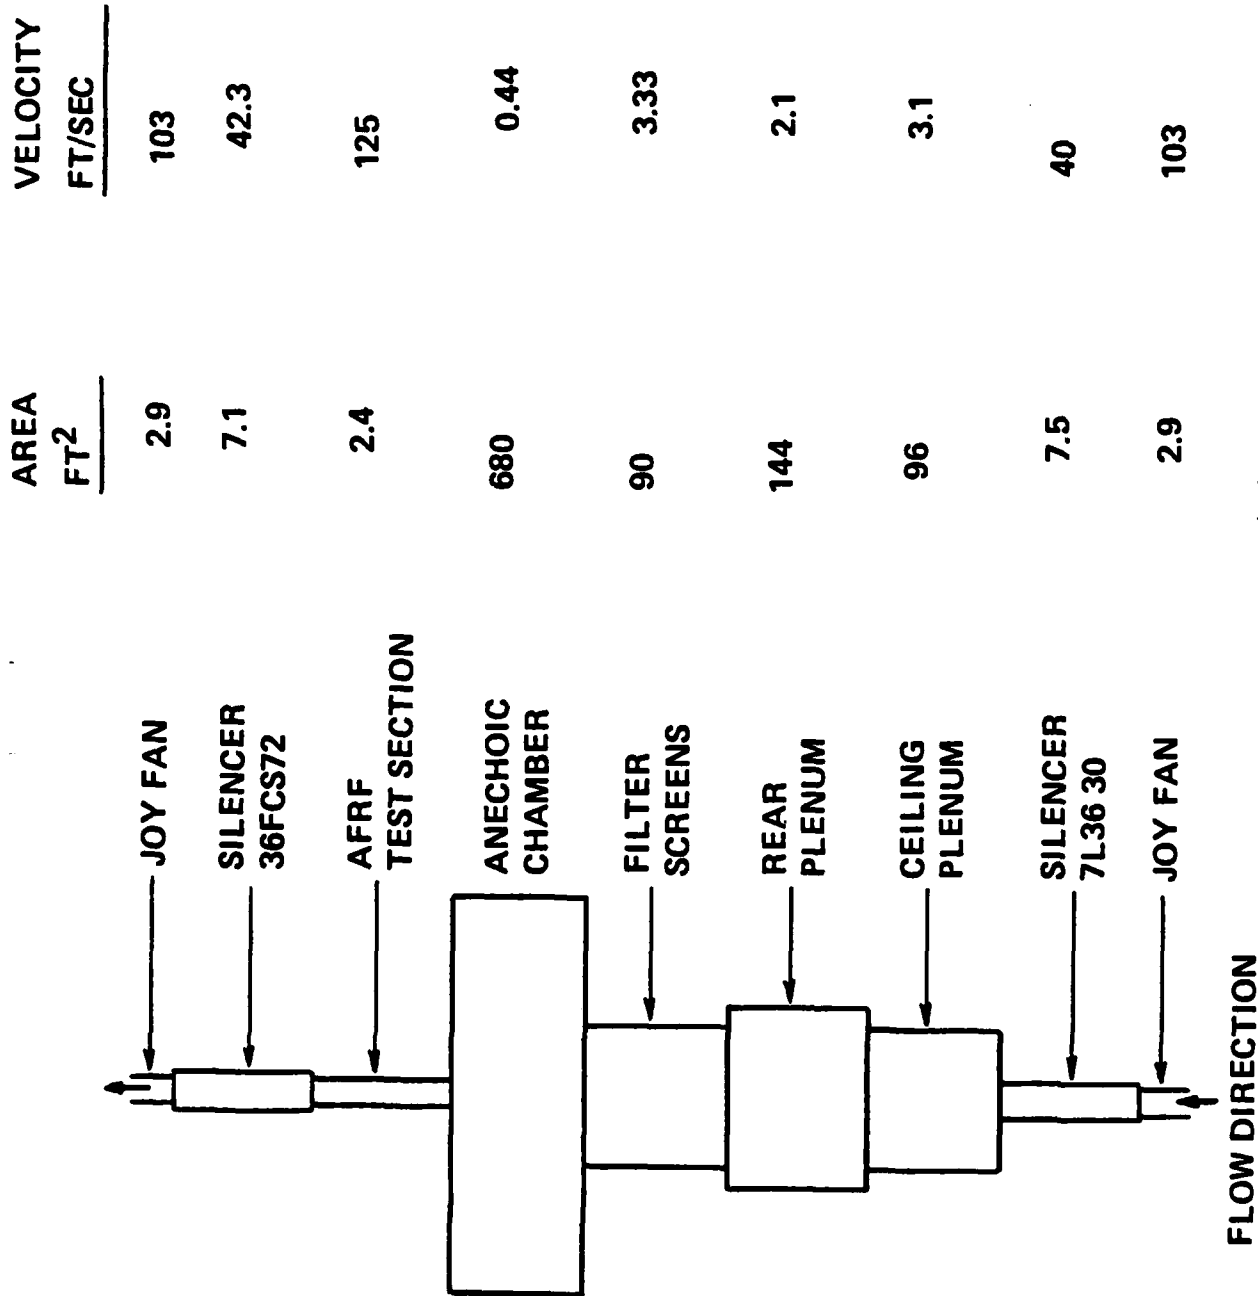 AREA
FT²
VELOCITY
FT/SEC
JOY FAN
2.9
103
SILENCER
36FCS72
7.1
42.3
AFRF
TEST SECTION
2.4
125
ANECHOIC
CHAMBER
680
0.44
FILTER
SCREENS
90
3.33
REAR
PLENUM
144
2.1
CEILING
PLENUM
96
3.1
SILENCER
7L36 30
7.5
40
JOY FAN
2.9
103
FLOW DIRECTION